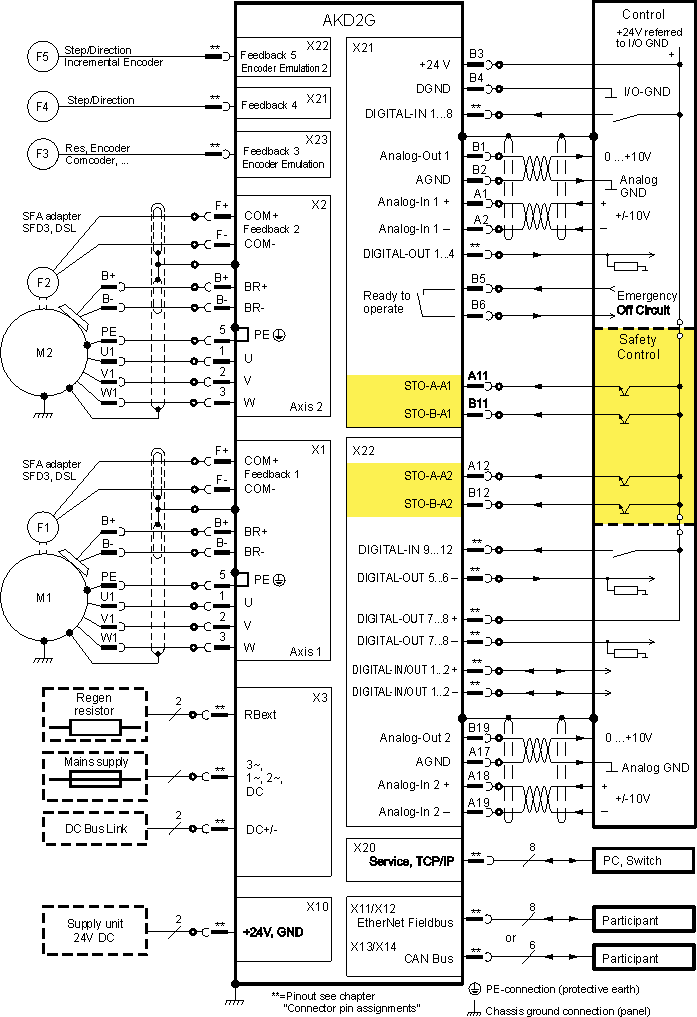 AKD2G
Control
+24V referred
to I/O GND
+
F5
Step/Direction
Incremental Encoder
**
X22
Feedback 5
Encoder Emulation 2
F4
Step/Direction
**
X21
Feedback 4
F3
Res, Encoder
Comcoder, ...
**
X23
Feedback 3
Encoder Emulation
X21
+24 V
B3
DGND
B4
I/O-GND
DIGITAL-IN 1...8
**
Analog-Out 1
B1
0 ...+10V
AGND
B2
Analog
GND
Analog-In 1 +
A1
+
+/-10V
Analog-In 1 –
A2
–
DIGITAL-OUT 1...4
**
Ready to
operate
B5
B6
Emergency
Off Circuit
Safety
Control
STO-A-A1
A11
STO-B-A1
B11
SFA adapter
SFD3, DSL
F2
M2
F+
F-
B+
B-
PE
U1
V1
W1
B+
B-
5
1
2
3
X2
COM+
Feedback 2
COM-
BR+
BR-
PE
U
V
W
Axis 2
X22
STO-A-A2
A12
STO-B-A2
B12
DIGITAL-IN 9...12
**
DIGITAL-OUT 5...6 –
**
DIGITAL-OUT 7...8 +
**
DIGITAL-OUT 7...8 –
**
DIGITAL-IN/OUT 1...2 +
**
DIGITAL-IN/OUT 1...2 –
**
Analog-Out 2
B19
0 ...+10V
AGND
A17
Analog GND
Analog-In 2 +
A18
+
+/-10V
Analog-In 2 –
A19
–
SFA adapter
SFD3, DSL
F1
M1
F+
F-
B+
B-
PE
U1
V1
W1
B+
B-
5
1
2
3
X1
COM+
Feedback 1
COM-
BR+
BR-
PE
U
V
W
Axis 1
Regen
resistor
2
**
X3
RBext
Mains supply
**
3~,
1~, 2~,
DC
DC Bus Link
2
**
DC+/-
X20
Service, TCP/IP
**
8
PC, Switch
Supply unit
24V DC
2
**
X10
+24V, GND
X11/X12
EtherNet Fieldbus
**
8
Participant
or
X13/X14
CAN Bus
**
6
Participant
**=Pinout see chapter
"Connector pin assignments"
PE-connection (protective earth)
Chassis ground connection (panel)